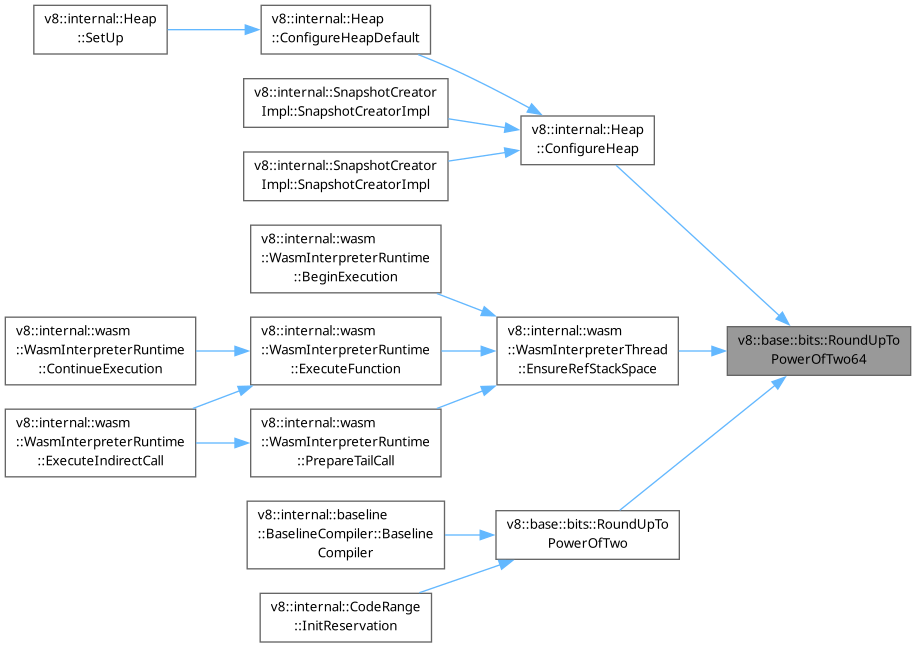 v8::internal::Heap
::SetUp
v8::internal::Heap
::ConfigureHeapDefault
v8::internal::SnapshotCreator
Impl::SnapshotCreatorImpl
v8::internal::Heap
::ConfigureHeap
v8::internal::SnapshotCreator
Impl::SnapshotCreatorImpl
v8::internal::wasm
::WasmInterpreterRuntime
::BeginExecution
v8::internal::wasm
::WasmInterpreterRuntime
::ContinueExecution
v8::internal::wasm
::WasmInterpreterRuntime
::ExecuteFunction
v8::internal::wasm
::WasmInterpreterThread
::EnsureRefStackSpace
v8::base::bits::RoundUpTo
PowerOfTwo64
v8::internal::wasm
::WasmInterpreterRuntime
::ExecuteIndirectCall
v8::internal::wasm
::WasmInterpreterRuntime
::PrepareTailCall
v8::internal::baseline
::BaselineCompiler::Baseline
Compiler
v8::base::bits::RoundUpTo
PowerOfTwo
v8::internal::CodeRange
::InitReservation